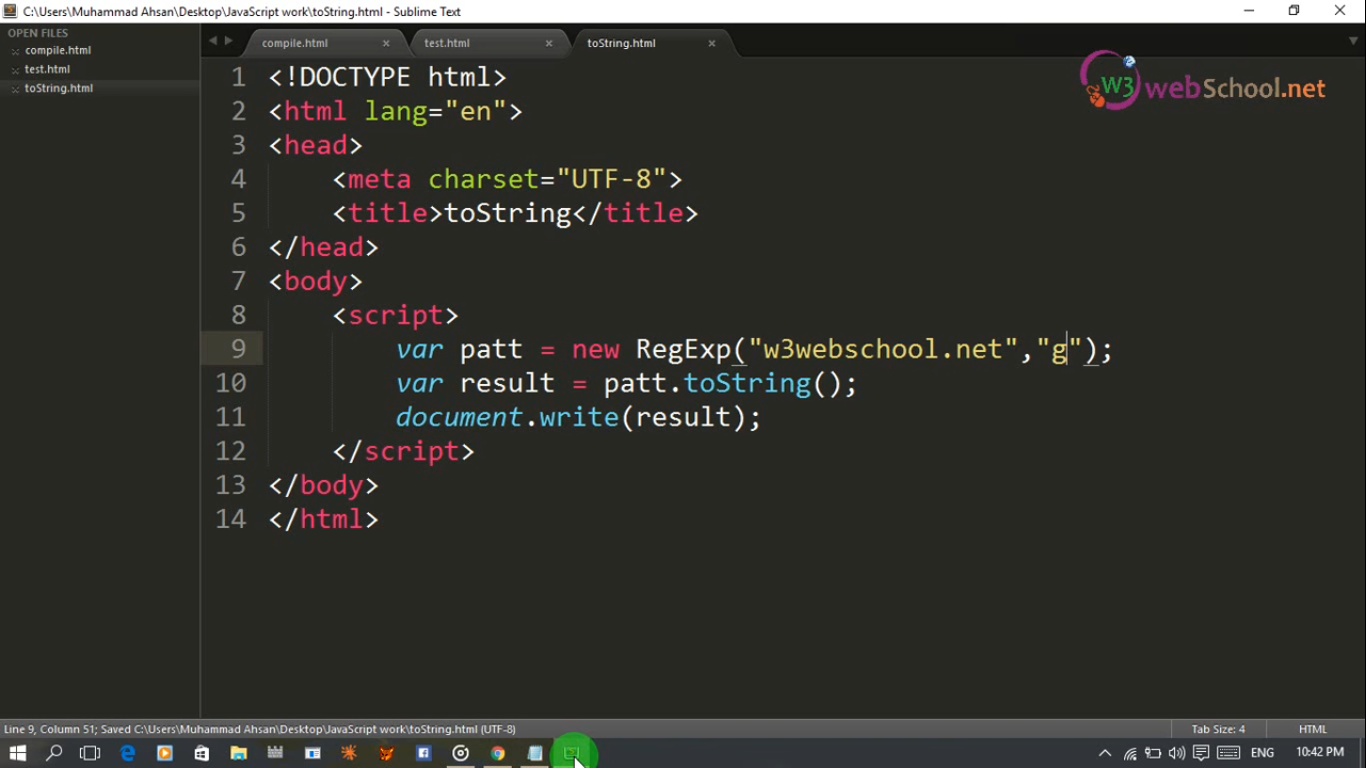 C:\Users\Muhammad Ahsan\Desktop\JavaScript work\toString.html - Sublime Text
OPEN FILES
compile.html
test.html
toString.html
compile.html test.html toString.html
W3 webSchool.net
1 <!DOCTYPE html>
2 <html lang="en">
3 <head>
4 <meta charset="UTF-8">
5 <title>toString</title>
6 </head>
7 <body>
8 <script>
9 var patt = new RegExp("w3webschool.net","g");
10 var result = patt.toString();
11 document.write(result);
12 </script>
13 </body>
14 </html>
Line 9, Column 51; Saved C:\Users\Muhammad Ahsan\Desktop\JavaScript work\toString.html (UTF-8) Tab Size: 4 HTML
ENG 10:42 PM